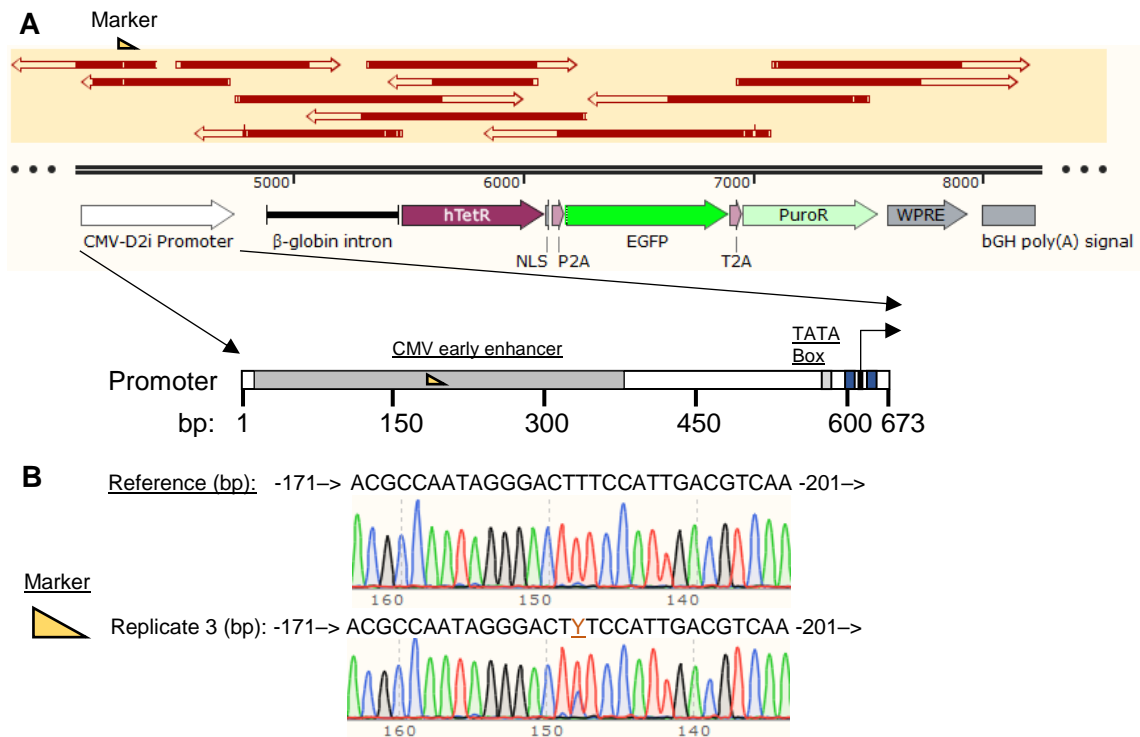 A
Marker
5000 6000 7000 8000
hTetR PuroR WPRE
CMV-D2i Promoter β-globin intron EGFP bGH poly(A) signal
NLS P2A T2A
CMV early enhancer
TATA
Box
Promoter
bp: 1 150 300 450 600 673
B
Reference (bp): -171–> ACGCCAATAGGGACTTTCCATTGACGTCAA -201–>
160 150 140
Marker
Replicate 3 (bp): -171–> ACGCCAATAGGGACTYTCCATTGACGTCAA -201–>
160 150 140